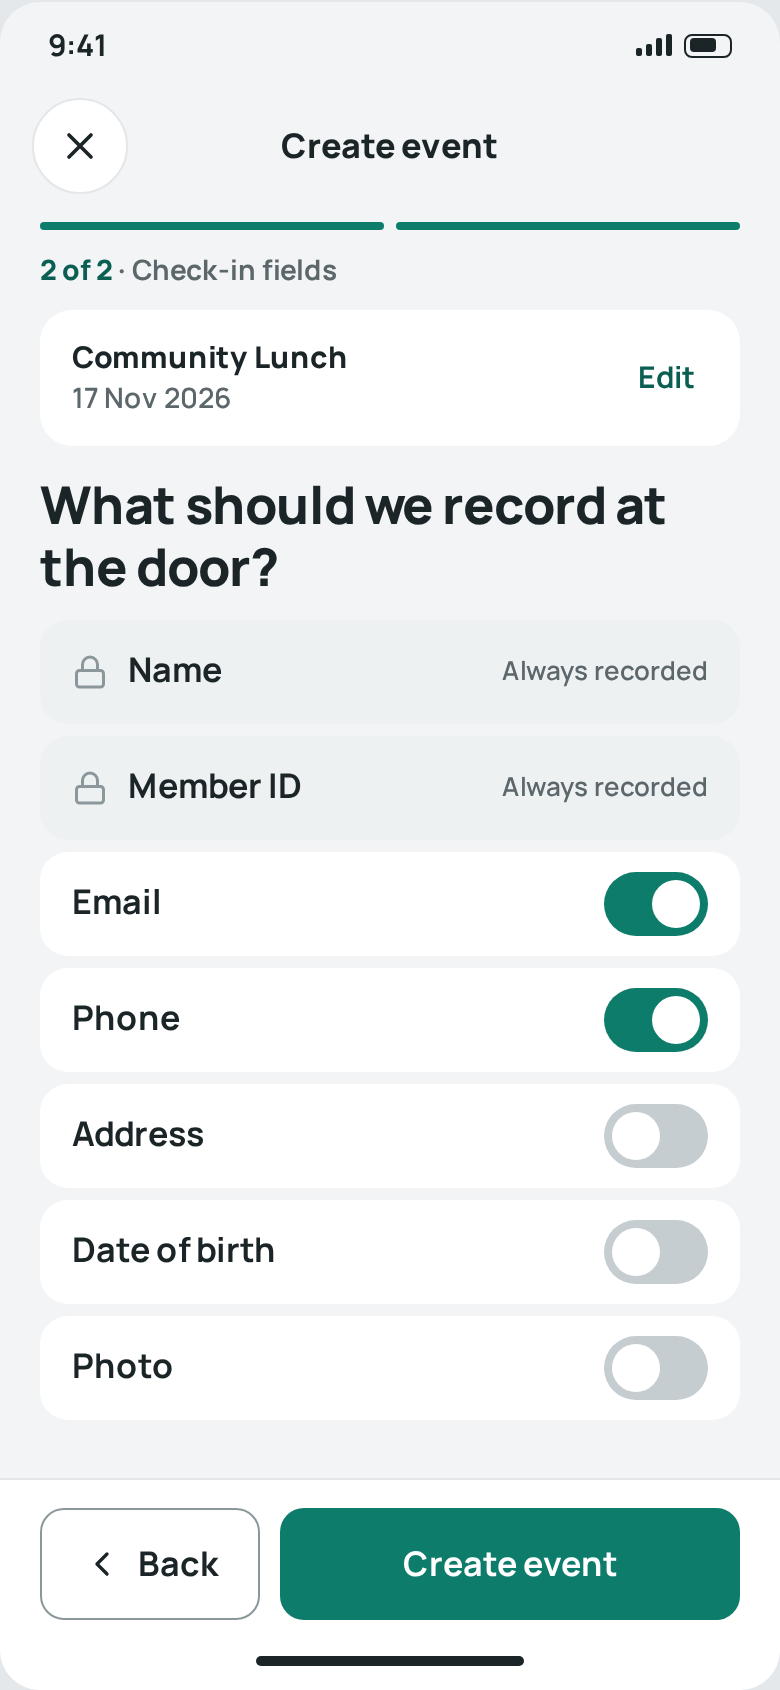 9:41
Create event
2 of 2 · Check-in fields
Community Lunch
17 Nov 2026
Edit
What should we record at
the door?
Name
Always recorded
Member ID
Always recorded
Email
Phone
Address
Date of birth
Photo
Back
Create event